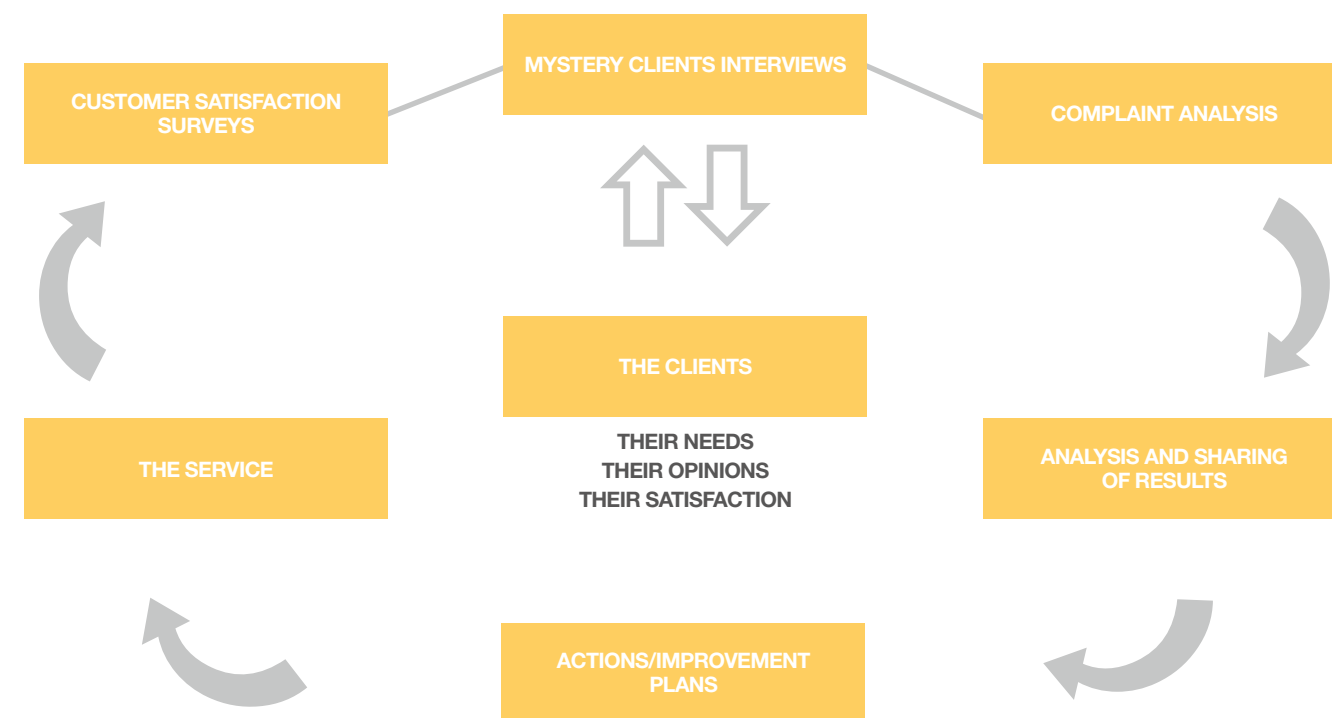 MYSTERY CLIENTS INTERVIEWS
CUSTOMER SATISFACTION
SURVEYS
COMPLAINT ANALYSIS
THE CLIENTS
THEIR NEEDS
THEIR OPINIONS
THEIR SATISFACTION
THE SERVICE
ANALYSIS AND SHARING
OF RESULTS
ACTIONS/IMPROVEMENT
PLANS